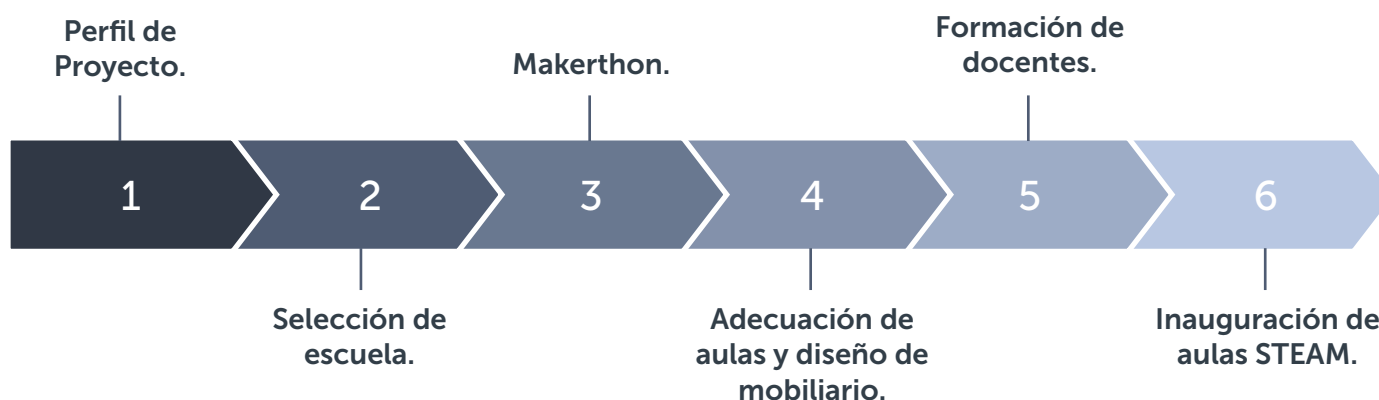 Perfil de
Proyecto.
Makerthon.
Formación de
docentes.
1
2
3
4
5
6
Selección de
escuela.
Adecuación de
aulas y diseño de
mobiliario.
Inauguración de
aulas STEAM.